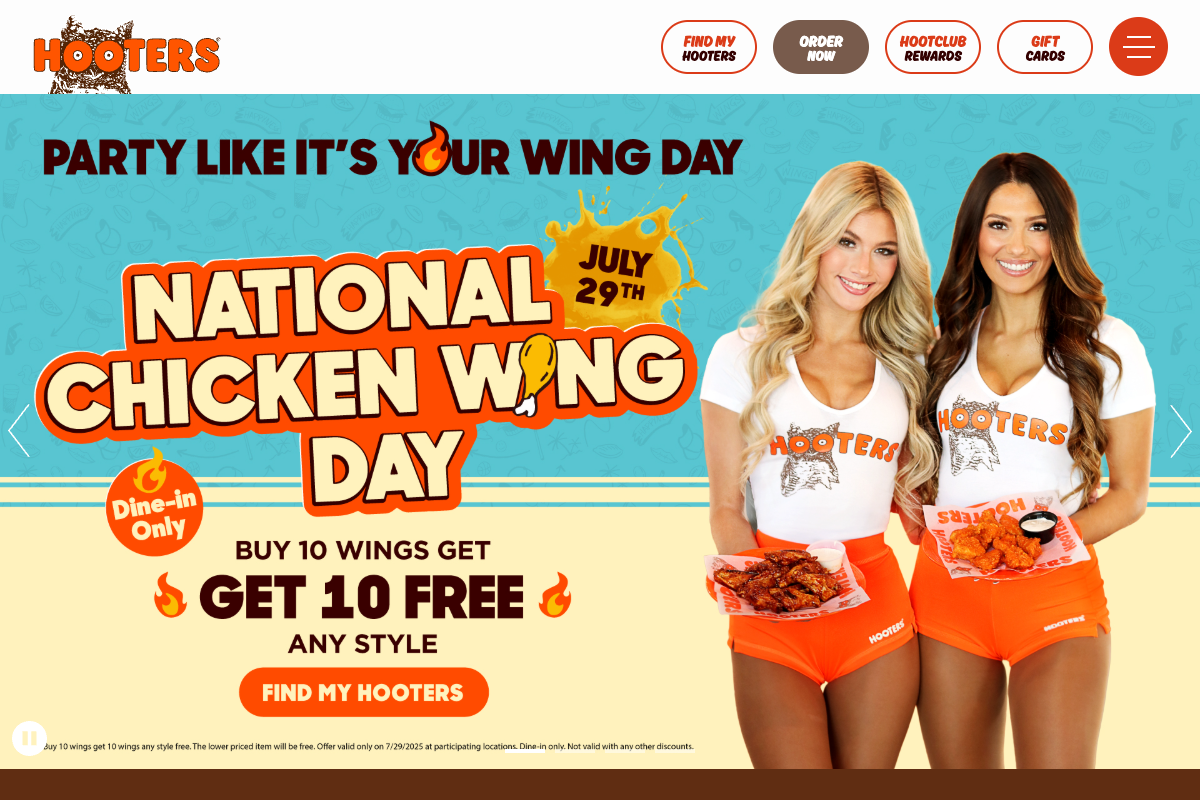 HOOTERS
FIND MY
HOOTERS
ORDER
NOW
HOOTCLUB
REWARDS
GIFT
CARDS
PARTY LIKE IT'S YOUR WING DAY
JULY
29TH
NATIONAL
CHICKEN WING
DAY
Dine-in
Only
BUY 10 WINGS GET
GET 10 FREE
ANY STYLE
FIND MY HOOTERS
Buy 10 wings get 10 wings any style free. The lower priced item will be free. Offer valid only on 7/29/2025 at participating locations. Dine-in only. Not valid with any other discounts.
HOOTERS
HOOTERS
HOOTERS
HOOTERS
HOOTERS